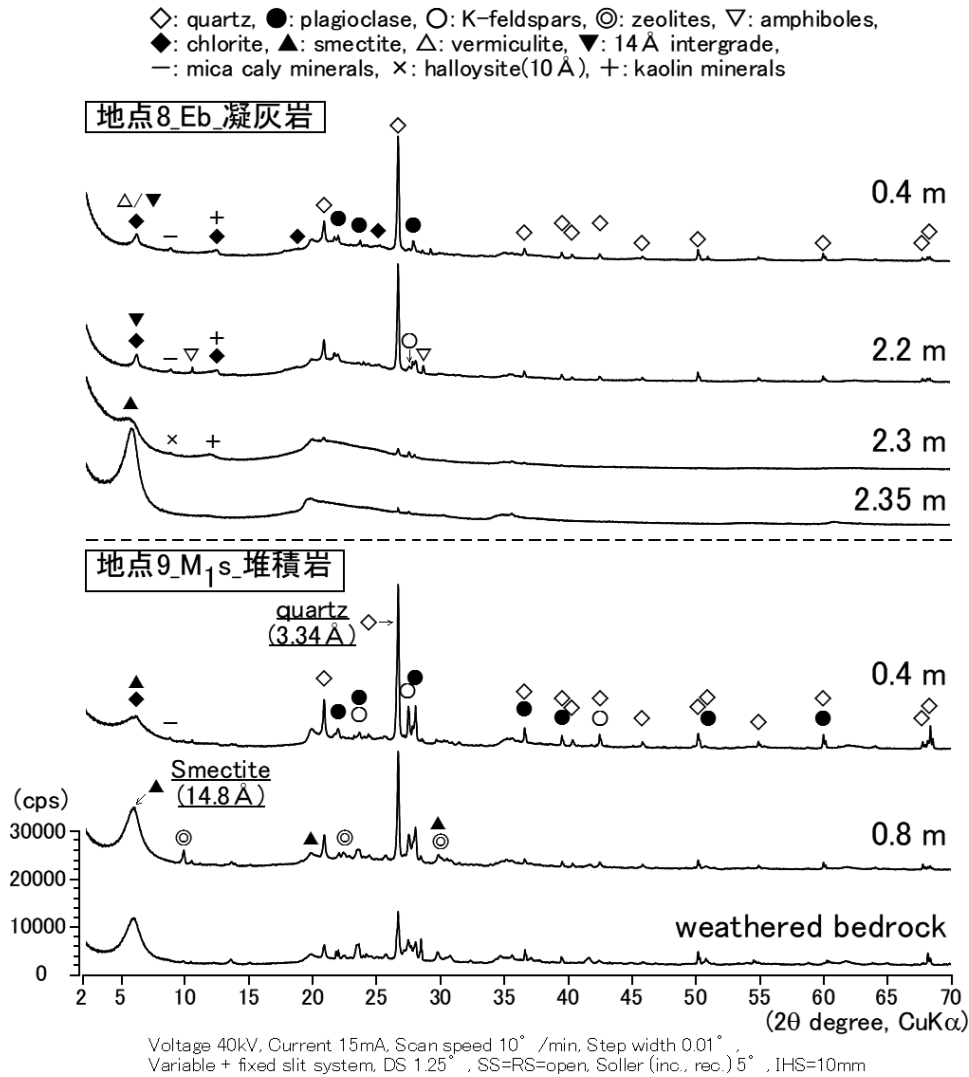 ◇: quartz, ●: plagioclase, ○: K-feldspars, ◎: zeolites, ▽: amphiboles,
◆: chlorite, ▲: smectite, △: vermiculite, ▼: 14Å intergrade,
−: mica caly minerals, ×: halloysite(10Å), +: kaolin minerals
地点8_Eb_凝灰岩
0.4 m
2.2 m
2.3 m
2.35 m
地点9_M1s_堆積岩
quartz
(3.34Å)
0.4 m
Smectite
(14.8Å)
(cps)
30000
0.8 m
20000
10000
weathered bedrock
0
2 5 10 15 20 25 30 35 40 45 50 55 60 65 70
(2θ degree, CuKα)
Voltage 40kV, Current 15mA, Scan speed 10°/min, Step width 0.01°,
Variable + fixed slit system, DS 1.25°, SS=RS=open, Soller (inc., rec.) 5°, IHS=10mm